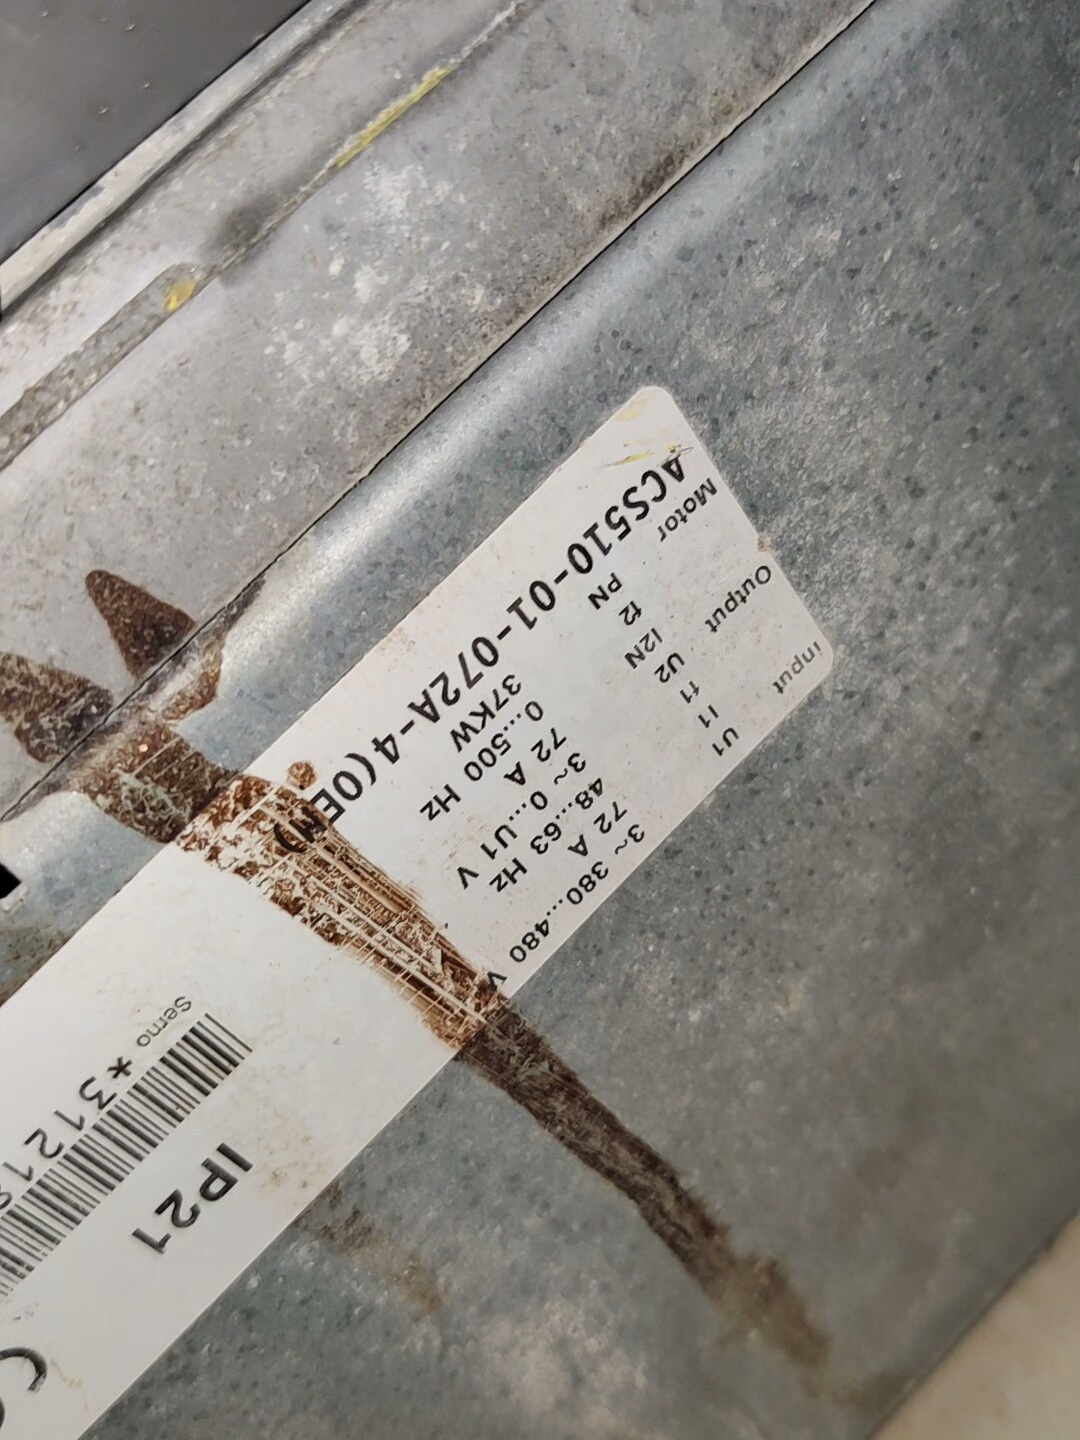 ACS510-01-072A-4(OEM)
Input U1 3~ 380...480 V
I1 72 A
f1 48...63 Hz
Output U2 3~ 0...U1 V
I2N 72 A
f2 0...500 Hz
Motor PN 37KW
IP21
Serno *3121